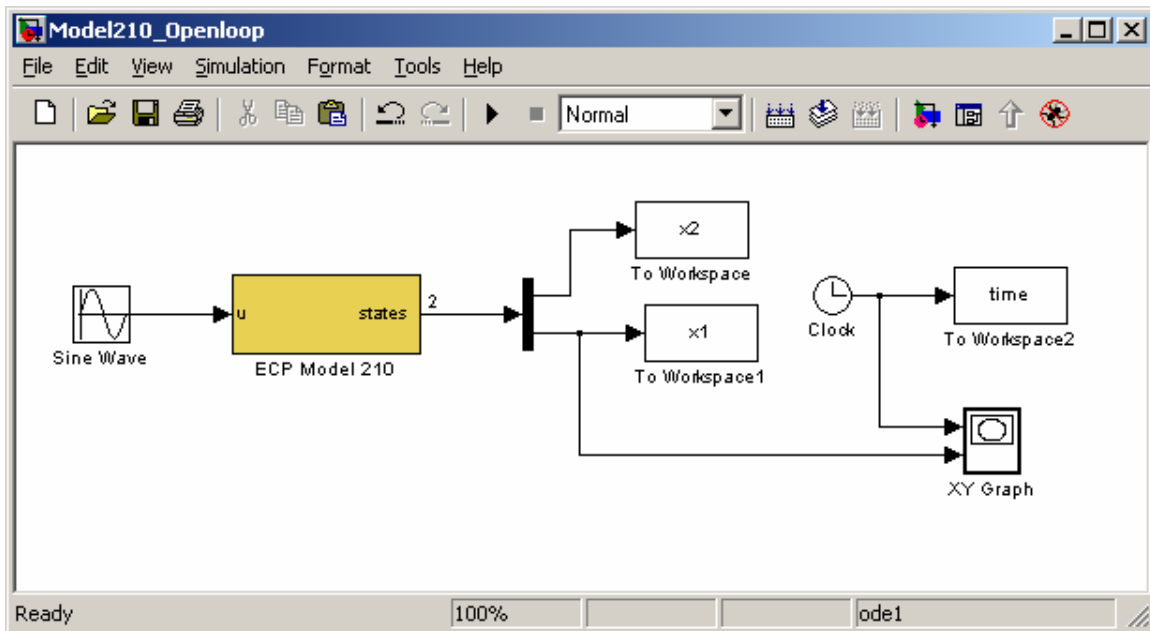 Model210_Openloop
File Edit View Simulation Format Tools Help
Normal
x2
To Workspace
u
states
2
time
Sine Wave
ECP Model 210
x1
To Workspace1
Clock
To Workspace2
XY Graph
Ready
100%
ode1